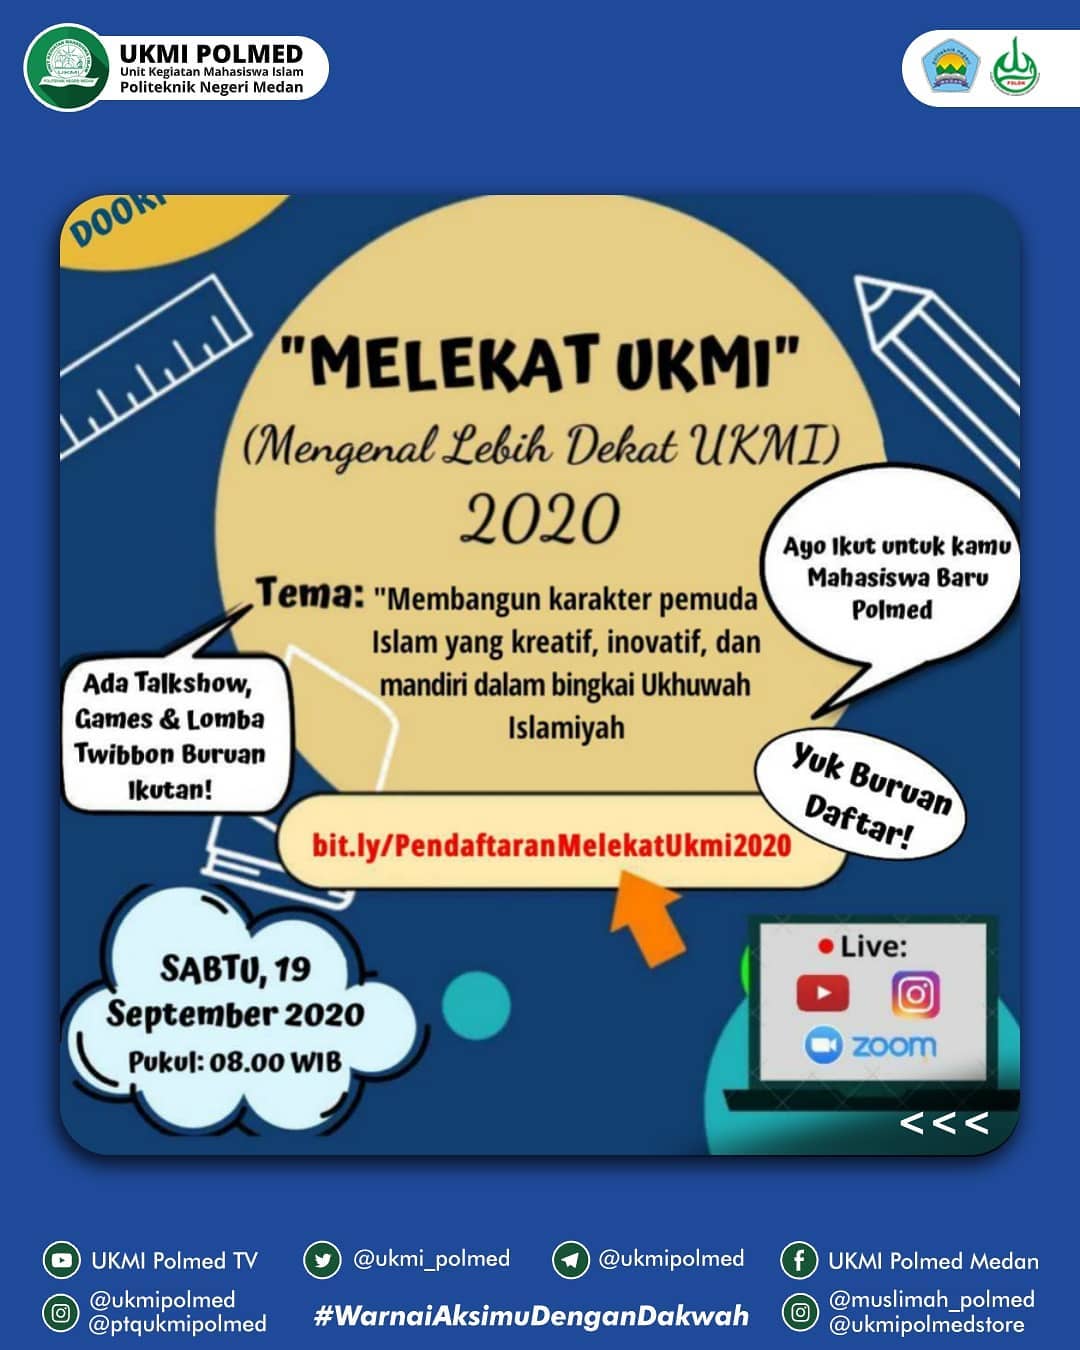 UKMI POLMED
Unit Kegiatan Mahasiswa Islam
Politeknik Negeri Medan
"MELEKAT UKMI"
(Mengenal Lebih Dekat UKMI)
2020
Tema: "Membangun karakter pemuda
Islam yang kreatif, inovatif, dan
mandiri dalam bingkai Ukhuwah
Islamiyah
Ayo Ikut untuk kamu
Mahasiswa Baru
Polmed
Ada Talkshow,
Games & Lomba
Twibbon Buruan
Ikutan!
Yuk Buruan
Daftar!
bit.ly/PendaftaranMelekatUkmi2020
SABTU, 19
September 2020
Pukul: 08.00 WIB
Live:
zoom
<<<
UKMI Polmed TV
@ukmi_polmed
@ukmipolmed
UKMI Polmed Medan
@ukmipolmed
@ptqukmipolmed
#WarnaiAksimuDenganDakwah
@muslimah_polmed
@ukmipolmedstore